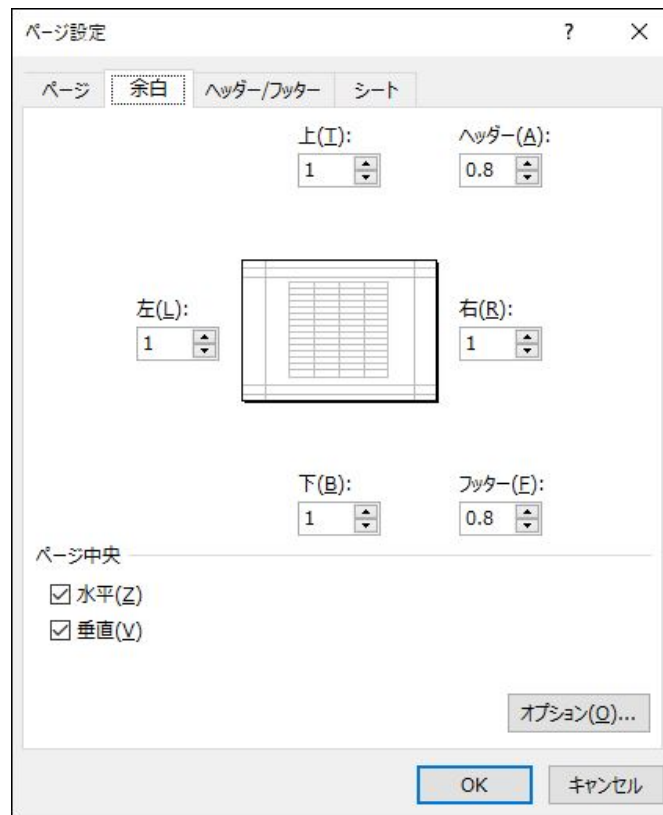 ページ設定 ? ×
ページ 余白 ヘッダー/フッター シート
上(T): ヘッダー(A):
1 0.8
左(L): 右(R):
1 1
下(B): フッター(F):
1 0.8
ページ中央
水平(Z)
垂直(V)
オプション(O)...
OK キャンセル